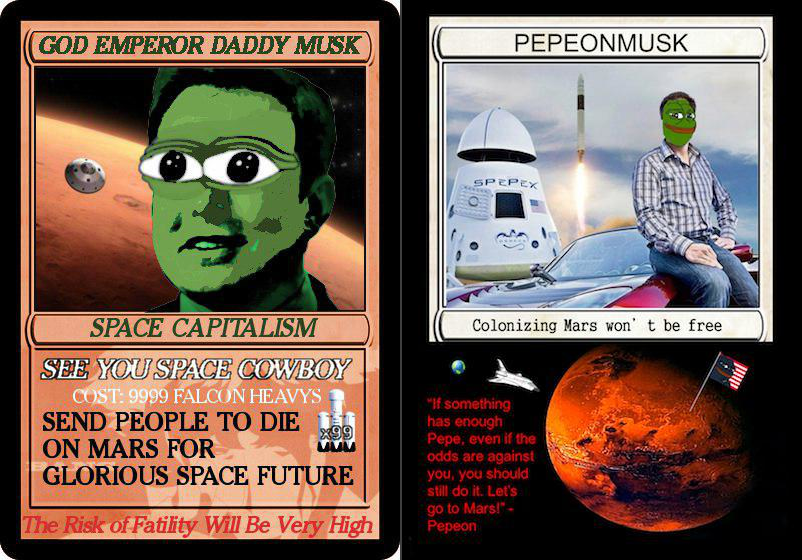 GOD EMPEROR DADDY MUSK
SPACE CAPITALISM
SEE YOU SPACE COWBOY
COST: 9999 FALCON HEAVYS
x99
SEND PEOPLE TO DIE
ON MARS FOR
GLORIOUS SPACE FUTURE
The Risk of Fatility Will Be Very High
PEPEONMUSK
SPEPEX
Colonizing Mars won't be free
"If something
has enough
Pepe, even if the
odds are against
you, you should
still do it. Let's
go to Mars!" -
Pepeon